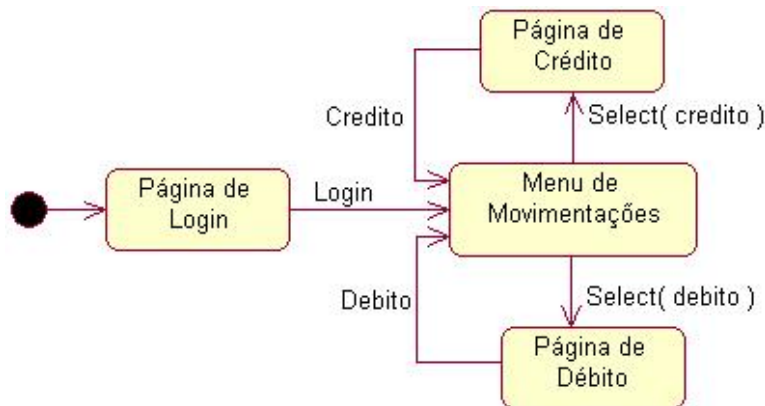 Página de
Crédito
Credito
Select( credito )
Página de
Login
Login
Menu de
Movimentações
Debito
Select( debito )
Página de
Débito